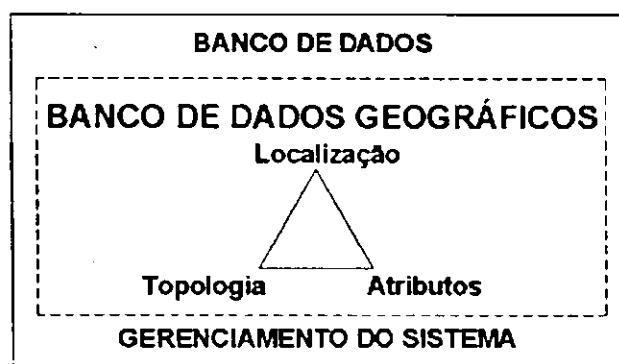 BANCO DE DADOS
BANCO DE DADOS GEOGRÁFICOS
Localização
Topologia Atributos
GERENCIAMENTO DO SISTEMA